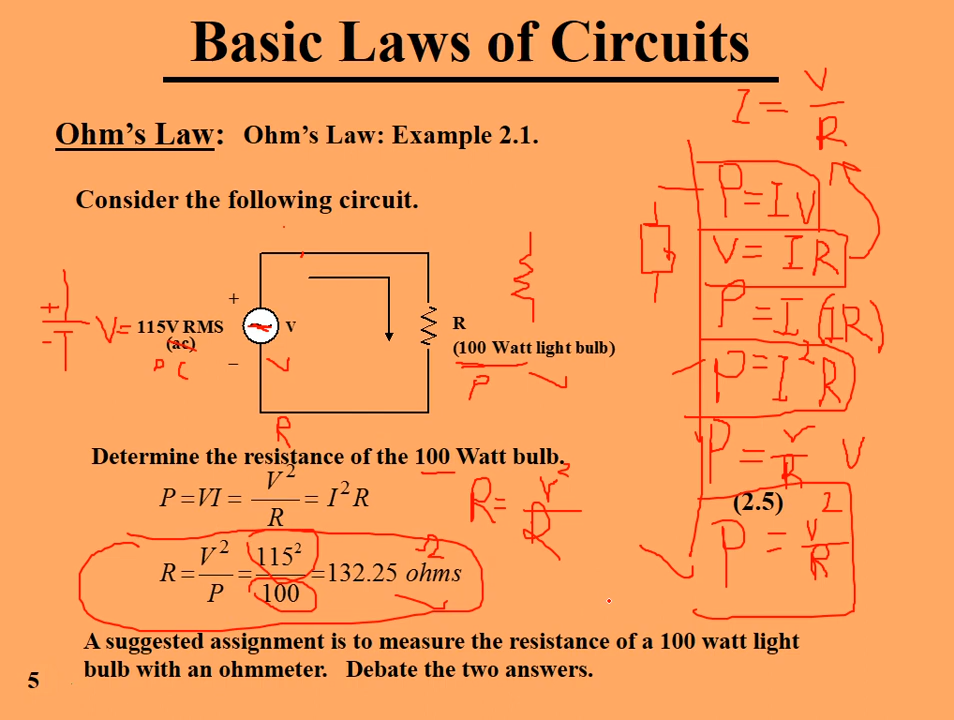 Basic Laws of Circuits
I = V/R
Ohm's Law: Ohm's Law: Example 2.1.
P = IV
Consider the following circuit.
V = IR
P = I (IR)
+
+ V = 115V RMS V
(ac)
DC
-
–
V
R
(100 Watt light bulb)
P
P = I² R
R
Determine the resistance of the 100 Watt bulb.
P = V/R V
P = VI = V²/R = I²R
R = V²/R
(2.5)
P = V²/R
R = V²/P = 115²/100 = 132.25 ohms
A suggested assignment is to measure the resistance of a 100 watt light
bulb with an ohmmeter. Debate the two answers.
5